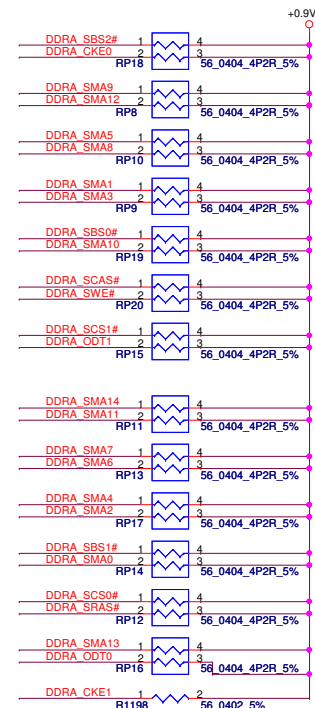 +0.9V
DDRA_SBS2# 1 4
DDRA_CKE0 2 3
RP18 56_0404_4P2R_5%
DDRA_SMA9 1 4
DDRA_SMA12 2 3
RP8 56_0404_4P2R_5%
DDRA_SMA5 1 4
DDRA_SMA8 2 3
RP10 56_0404_4P2R_5%
DDRA_SMA1 1 4
DDRA_SMA3 2 3
RP9 56_0404_4P2R_5%
DDRA_SBS0# 1 4
DDRA_SMA10 2 3
RP19 56_0404_4P2R_5%
DDRA_SCAS# 1 4
DDRA_SWE# 2 3
RP20 56_0404_4P2R_5%
DDRA_SCS1# 1 4
DDRA_ODT1 2 3
RP15 56_0404_4P2R_5%
DDRA_SMA14 1 4
DDRA_SMA11 2 3
RP11 56_0404_4P2R_5%
DDRA_SMA7 1 4
DDRA_SMA6 2 3
RP13 56_0404_4P2R_5%
DDRA_SMA4 1 4
DDRA_SMA2 2 3
RP17 56_0404_4P2R_5%
DDRA_SBS1# 1 4
DDRA_SMA0 2 3
RP14 56_0404_4P2R_5%
DDRA_SCS0# 1 4
DDRA_SRAS# 2 3
RP12 56_0404_4P2R_5%
DDRA_SMA13 1 4
DDRA_ODT0 2 3
RP16 56_0404_4P2R_5%
DDRA_CKE1 1 2
R1198 56_0402_5%